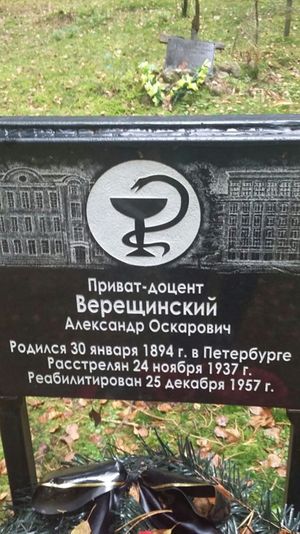 Приват-доцент
Верещинский
Александр Оскарович
Родился 30 января 1894 г. в Петербурге
Расстрелян 24 ноября 1937 г.
Реабилитирован 25 декабря 1957 г.